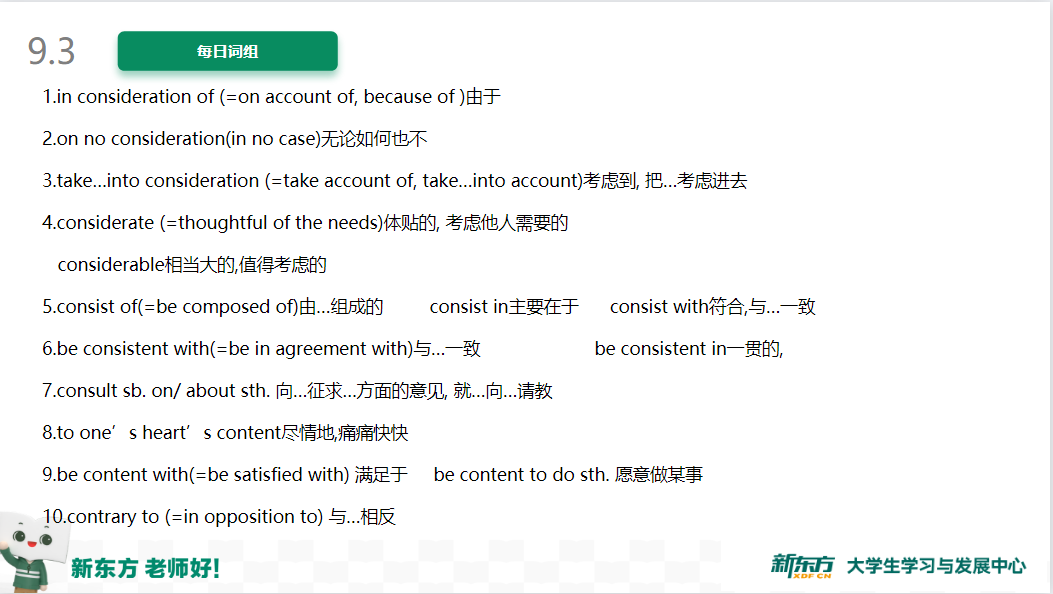 9.3
每日词组
1.in consideration of (=on account of, because of )由于
2.on no consideration(in no case)无论如何也不
3.take…into consideration (=take account of, take…into account)考虑到, 把…考虑进去
4.considerate (=thoughtful of the needs)体贴的, 考虑他人需要的
considerable相当大的,值得考虑的
5.consist of(=be composed of)由…组成的 consist in主要在于 consist with符合,与…一致
6.be consistent with(=be in agreement with)与…一致 be consistent in一贯的,
7.consult sb. on/ about sth. 向…征求…方面的意见, 就…向…请教
8.to one’s heart’s content尽情地,痛痛快快
9.be content with(=be satisfied with) 满足于 be content to do sth. 愿意做某事
10.contrary to (=in opposition to) 与…相反
新东方 老师好!
新东方 XDF.CN 大学生学习与发展中心